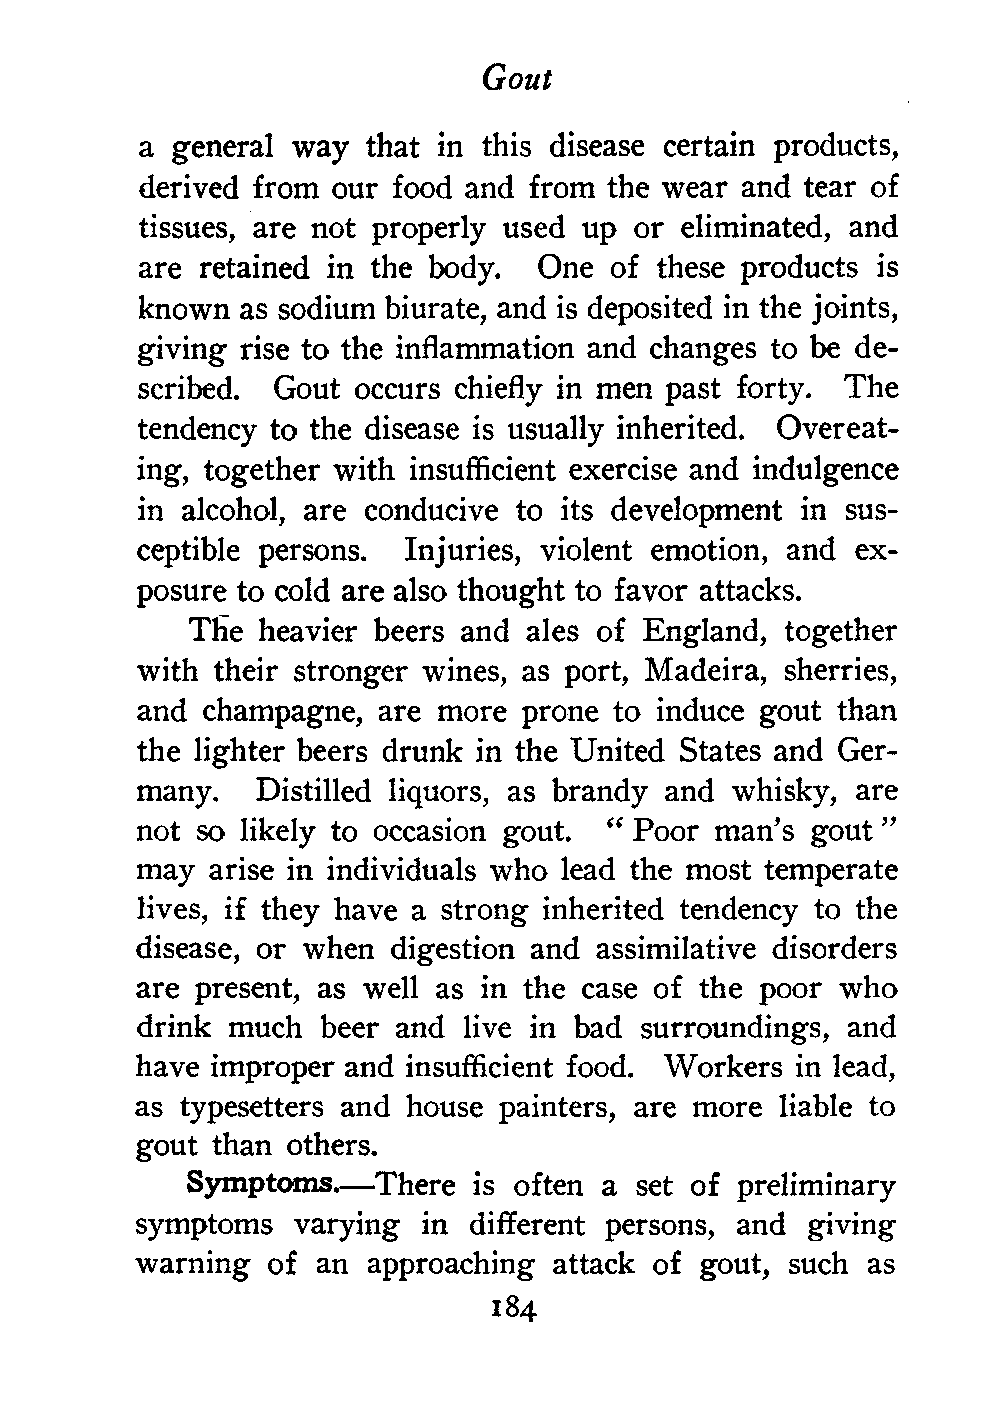 Gout
a general way that in this disease certain products,
derived from our food and from the wear and tear of
tissues, are not properly used up or eliminated, and
are retained in the body. One of these products is
known as sodium biurate, and is deposited in the joints,
giving rise to the inflammation and changes to be de-
scribed. Gout occurs chiefly in men past forty. The
tendency to the disease is usually inherited. Overeat-
ing, together with insufficient exercise and indulgence
in alcohol, are conducive to its development in sus-
ceptible persons. Injuries, violent emotion, and ex-
posure to cold are also thought to favor attacks.
The heavier beers and ales of England, together
with their stronger wines, as port, Madeira, sherries,
and champagne, are more prone to induce gout than
the lighter beers drunk in the United States and Ger-
many. Distilled liquors, as brandy and whisky, are
not so likely to occasion gout. “Poor man's gout”
may arise in individuals who lead the most temperate
lives, if they have a strong inherited tendency to the
disease, or when digestion and assimilative disorders
are present, as well as in the case of the poor who
drink much beer and live in bad surroundings, and
have improper and insufficient food. Workers in lead,
as typesetters and house painters, are more liable to
gout than others.
Symptoms.—There is often a set of preliminary
symptoms varying in different persons, and giving
warning of an approaching attack of gout, such as
184